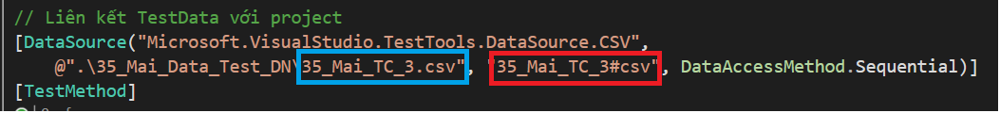 // Liên kết TestData với project
[DataSource("Microsoft.VisualStudio.TestTools.DataSource.CSV",
@".\35_Mai_Data_Test_DN\35_Mai_TC_3.csv", "35_Mai_TC_3#csv", DataAccessMethod.Sequential)]
[TestMethod]